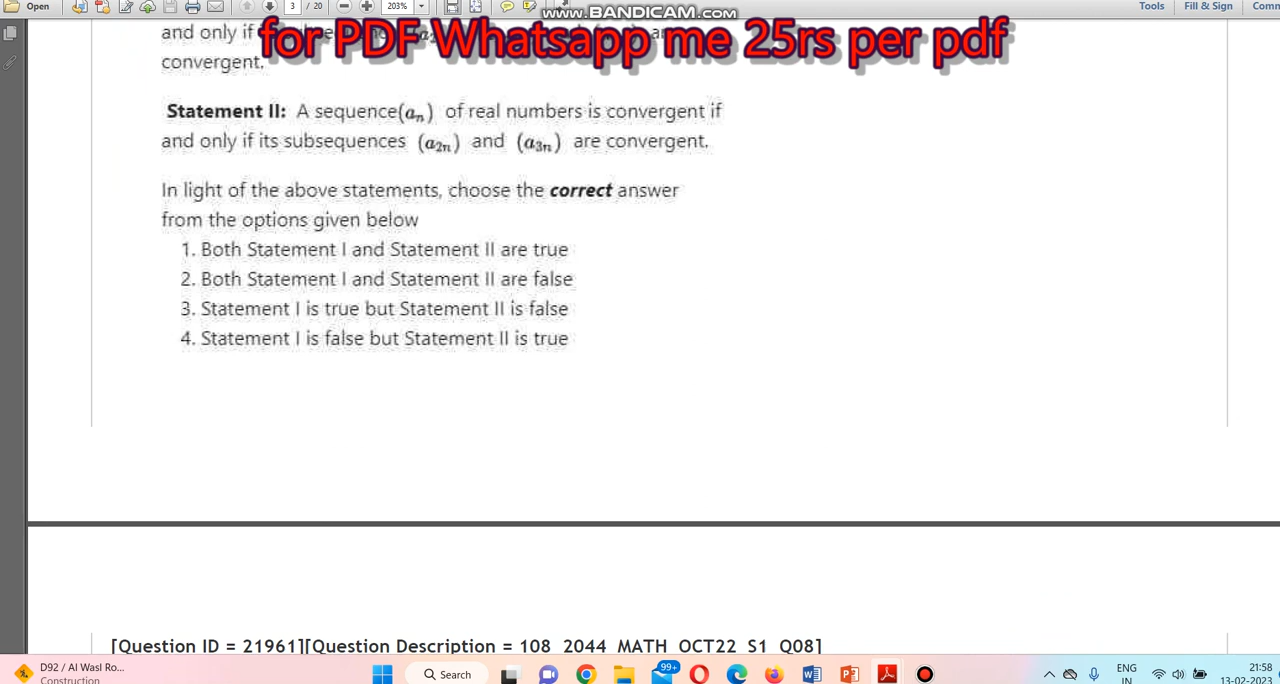 Open
3 / 20
203%
Tools
Fill & Sign
Comm
www.BANDICAM.com
for PDF Whatsapp me 25rs per pdf
and only if
convergent.
Statement II: A sequence(aₙ) of real numbers is convergent if
and only if its subsequences (a₂ₙ) and (a₃ₙ) are convergent.
In light of the above statements, choose the correct answer
from the options given below
1. Both Statement I and Statement II are true
2. Both Statement I and Statement II are false
3. Statement I is true but Statement II is false
4. Statement I is false but Statement II is true
[Question ID = 21961][Question Description = 108_2044_MATH_OCT22_S1_Q08]
D92 / Al Wasl Ro...
Construction
Search
99+
ENG
IN
21:58
13-02-2023